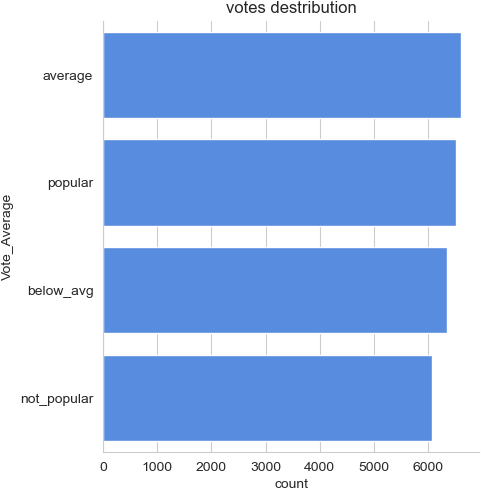 votes destribution
average
popular
below_avg
not_popular
Vote_Average
0 1000 2000 3000 4000 5000 6000
count